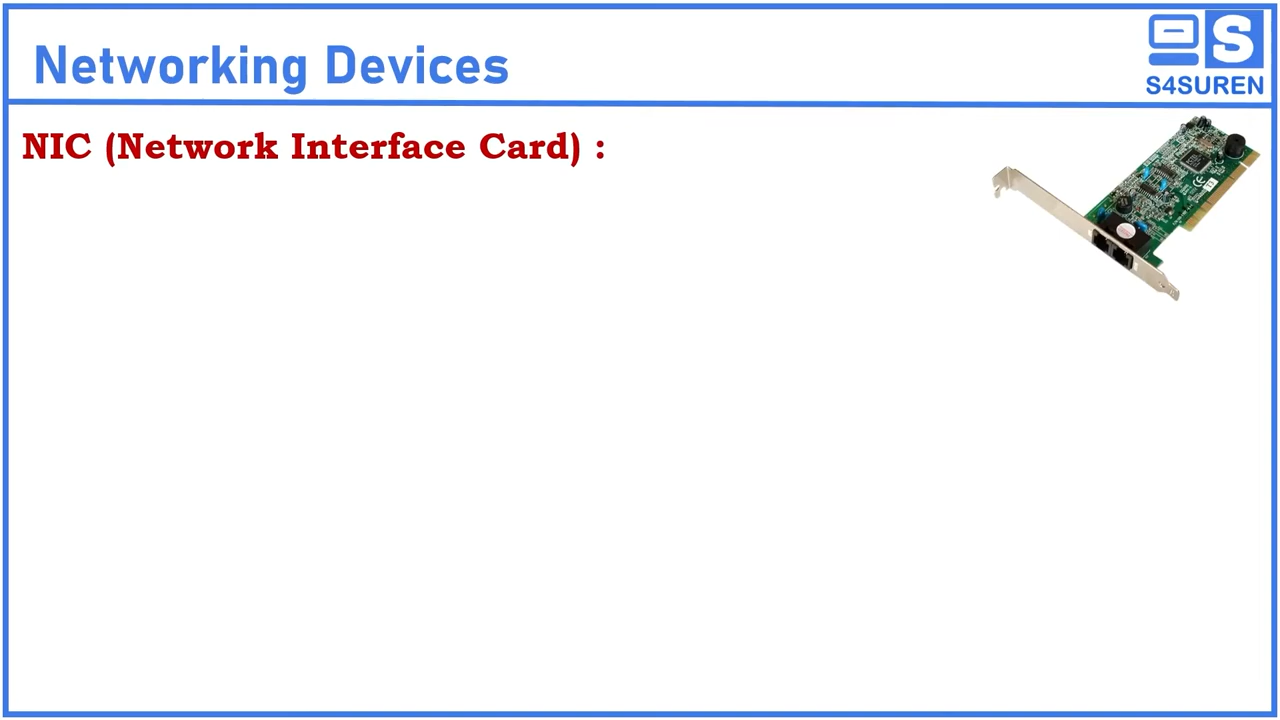 Networking Devices
S
S4SUREN
NIC (Network Interface Card) :